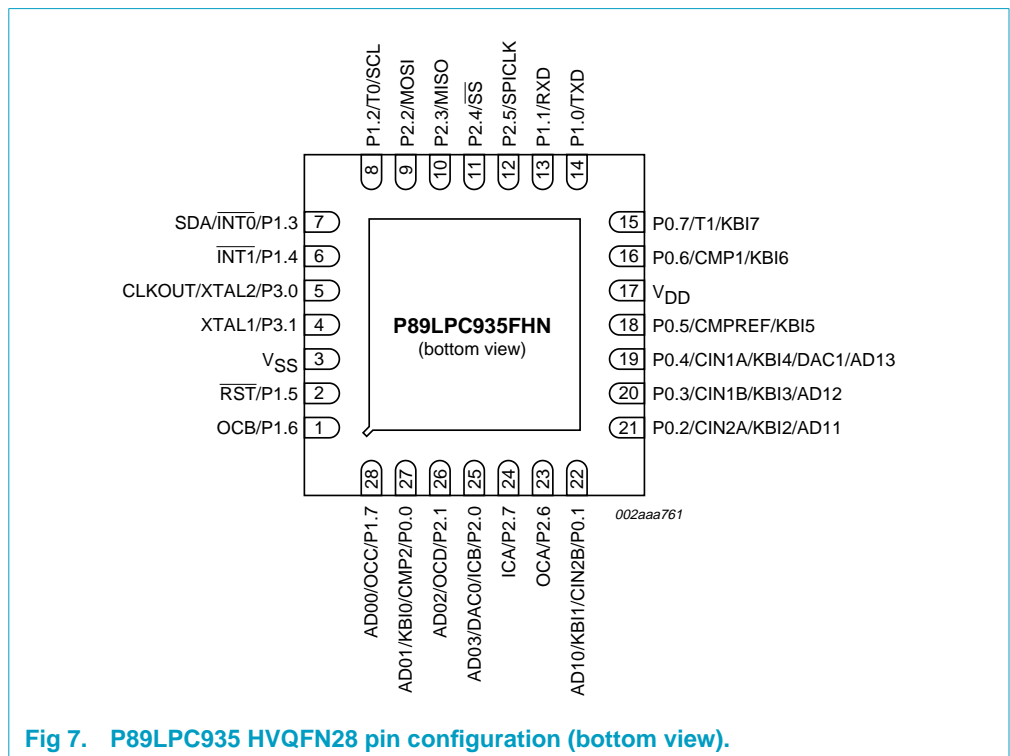 P1.2/T0/SCL
P2.2/MOSI
P2.3/MISO
P2.4/S̅S̅
P2.5/SPICLK
P1.1/RXD
P1.0/TXD
8
9
10
11
12
13
14
SDA/I̅N̅T̅0̅/P1.3 7
I̅N̅T̅1̅/P1.4 6
CLKOUT/XTAL2/P3.0 5
XTAL1/P3.1 4
VSS 3
R̅S̅T̅/P1.5 2
OCB/P1.6 1
P89LPC935FHN
(bottom view)
15 P0.7/T1/KBI7
16 P0.6/CMP1/KBI6
17 VDD
18 P0.5/CMPREF/KBI5
19 P0.4/CIN1A/KBI4/DAC1/AD13
20 P0.3/CIN1B/KBI3/AD12
21 P0.2/CIN2A/KBI2/AD11
28
27
26
25
24
23
22
AD00/OCC/P1.7
AD01/KBI0/CMP2/P0.0
AD02/OCD/P2.1
AD03/DAC0/ICB/P2.0
ICA/P2.7
OCA/P2.6
AD10/KBI1/CIN2B/P0.1
002aaa761
Fig 7. P89LPC935 HVQFN28 pin configuration (bottom view).